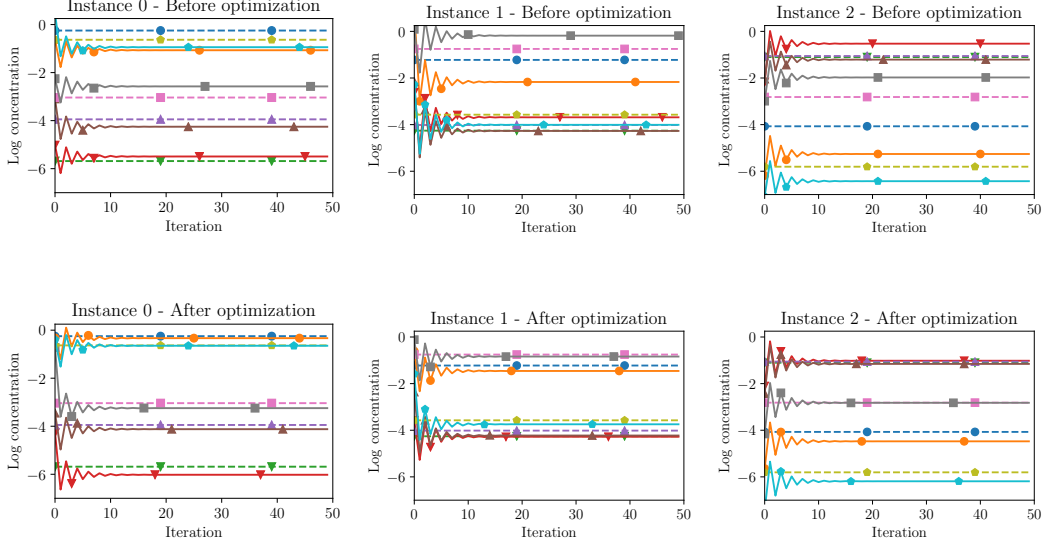 Instance 0 - Before optimization
Instance 1 - Before optimization
Instance 2 - Before optimization
Log concentration
0
−2
−4
−6
0 10 20 30 40 50
Iteration
Log concentration
0
−2
−4
−6
0 10 20 30 40 50
Iteration
Log concentration
0
−2
−4
−6
0 10 20 30 40 50
Iteration
Instance 0 - After optimization
Instance 1 - After optimization
Instance 2 - After optimization
Log concentration
0
−2
−4
−6
0 10 20 30 40 50
Iteration
Log concentration
0
−2
−4
−6
0 10 20 30 40 50
Iteration
Log concentration
0
−2
−4
−6
0 10 20 30 40 50
Iteration